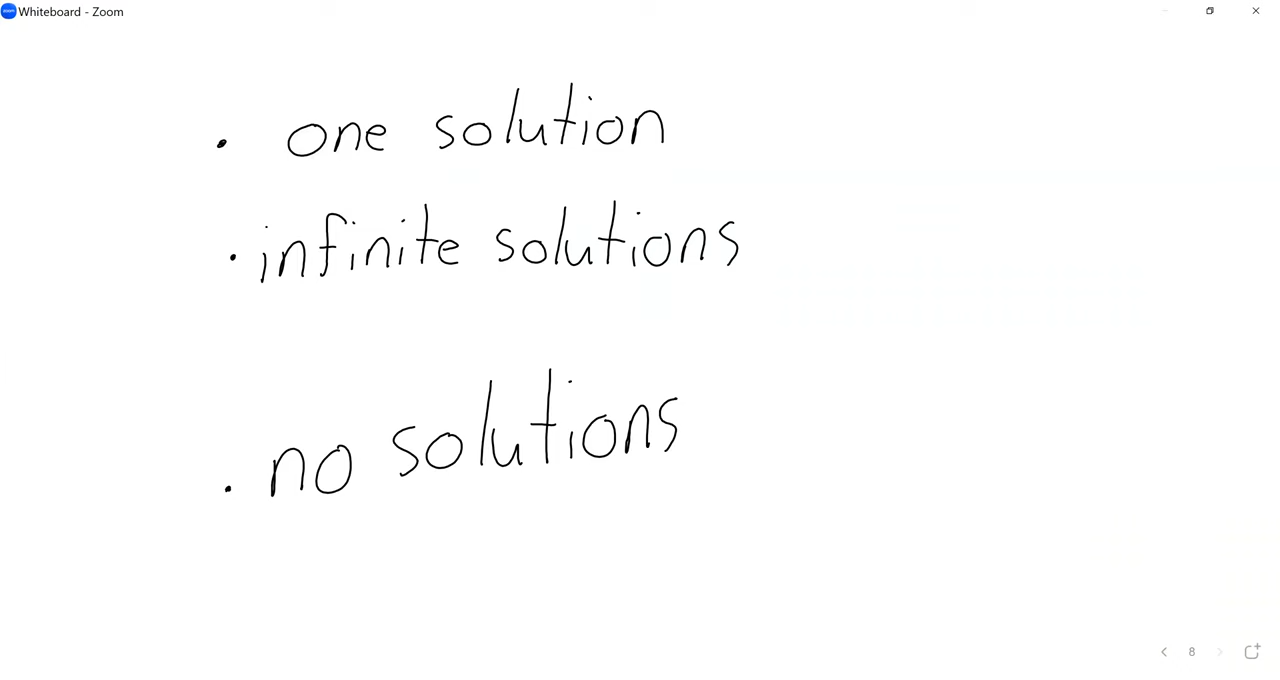 Whiteboard - Zoom
• one solution
• infinite solutions
• no solutions
8